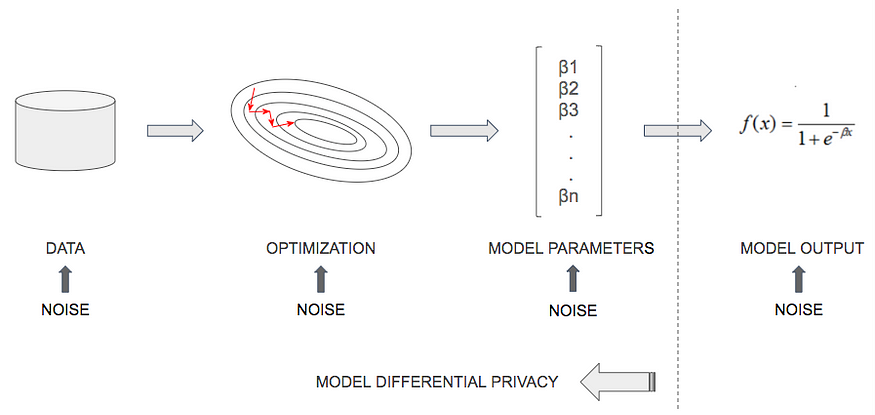 β1
β2
β3
.
.
.
βn
f(x) = 1 / 1 + e^-βx
DATA
OPTIMIZATION
MODEL PARAMETERS
MODEL OUTPUT
NOISE
NOISE
NOISE
NOISE
MODEL DIFFERENTIAL PRIVACY